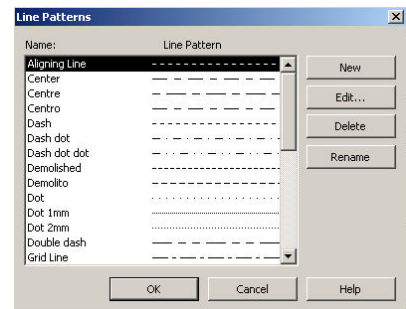 Line Patterns
Name: Line Pattern
Aligning Line
Center
Centre
Centro
Dash
Dash dot
Dash dot dot
Demolished
Demolito
Dot
Dot 1mm
Dot 2mm
Double dash
Grid Line
New
Edit...
Delete
Rename
OK Cancel Help